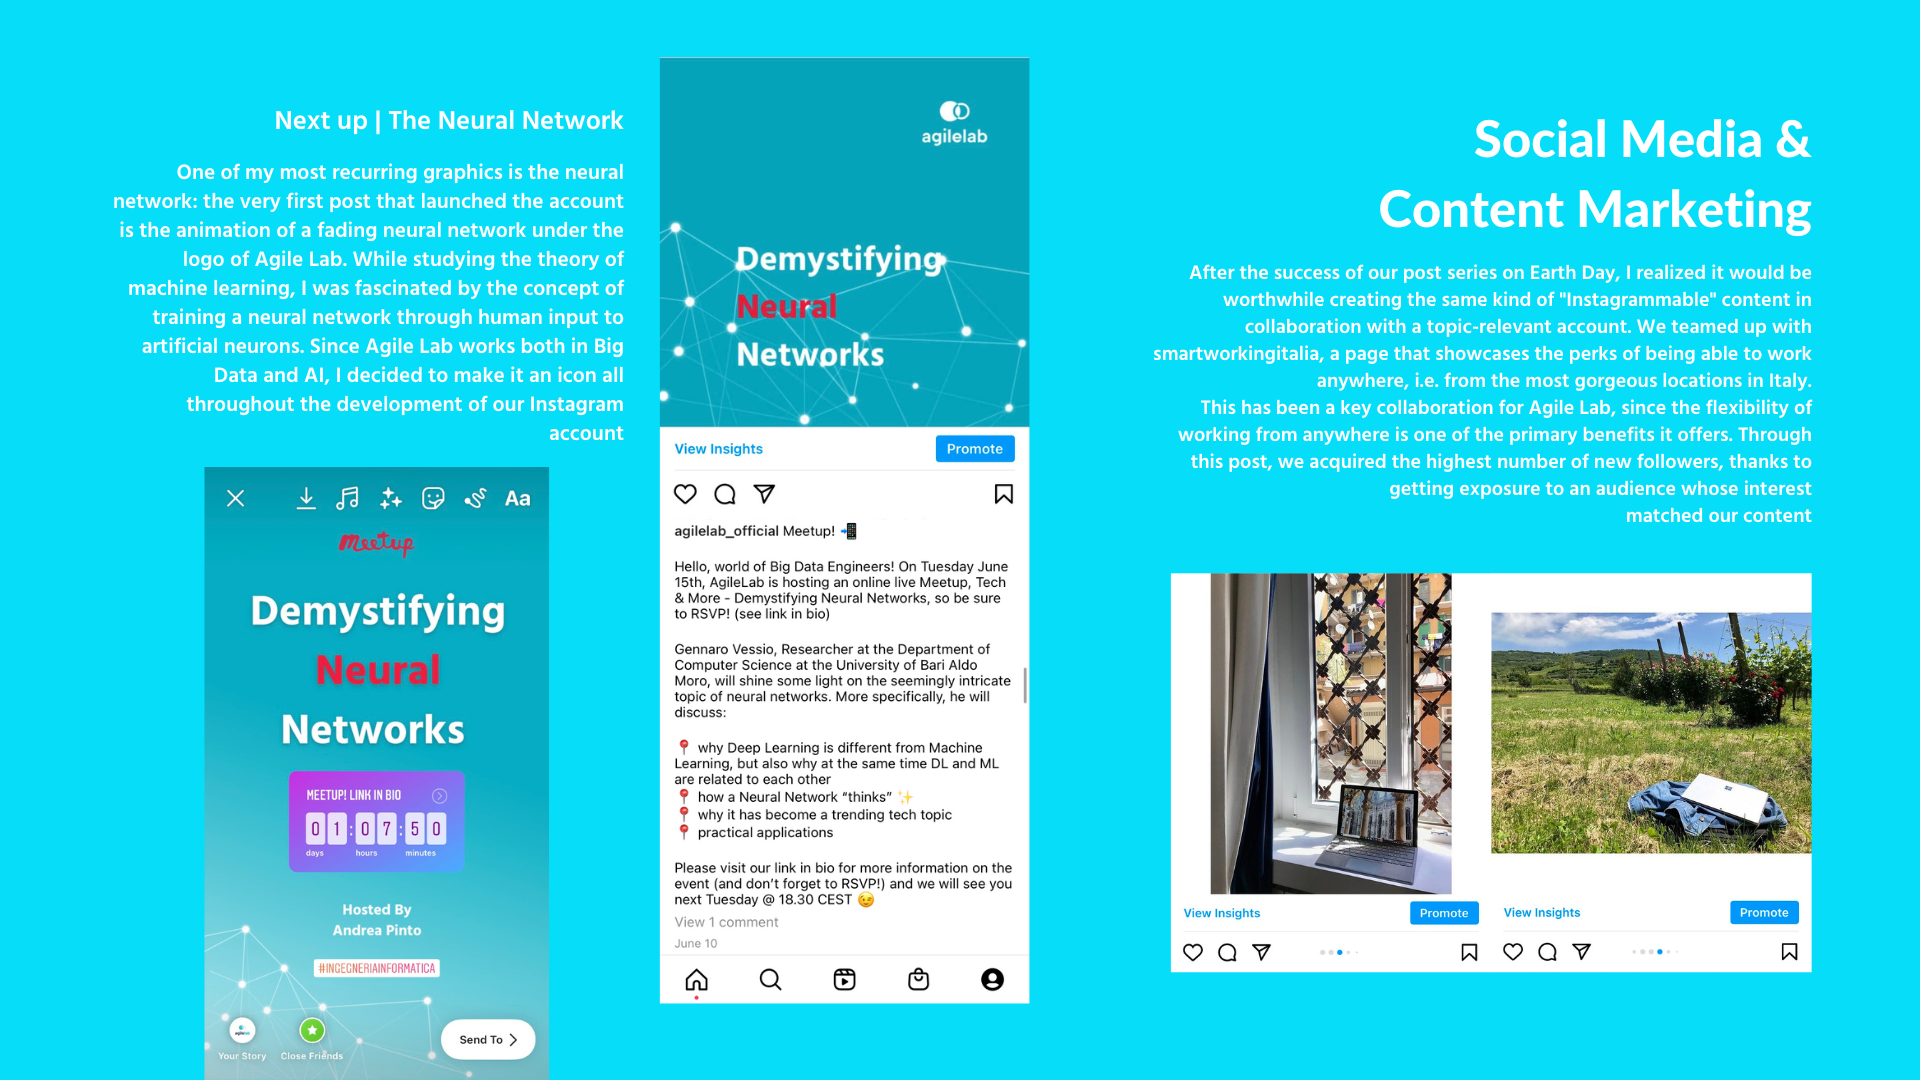 Next up | The Neural Network
One of my most recurring graphics is the neural
network: the very first post that launched the account
is the animation of a fading neural network under the
logo of Agile Lab. While studying the theory of
machine learning, I was fascinated by the concept of
training a neural network through human input to
artificial neurons. Since Agile Lab works both in Big
Data and AI, I decided to make it an icon all
throughout the development of our Instagram
account
Aa
Meetup
Demystifying
Neural
Networks
MEETUP! LINK IN BIO
01:07:50
days hours minutes
Hosted By
Andrea Pinto
#INGEGNERIAINFORMATICA
agilelab
Your Story Close Friends
Send To
agilelab
Demystifying
Neural
Networks
View Insights Promote
agilelab_official Meetup! 📲
Hello, world of Big Data Engineers! On Tuesday June
15th, AgileLab is hosting an online live Meetup, Tech
& More - Demystifying Neural Networks, so be sure
to RSVP! (see link in bio)
Gennaro Vessio, Researcher at the Department of
Computer Science at the University of Bari Aldo
Moro, will shine some light on the seemingly intricate
topic of neural networks. More specifically, he will
discuss:
📍 why Deep Learning is different from Machine
Learning, but also why at the same time DL and ML
are related to each other
📍 how a Neural Network “thinks” ✨
📍 why it has become a trending tech topic
📍 practical applications
Please visit our link in bio for more information on the
event (and don’t forget to RSVP!) and we will see you
next Tuesday @ 18.30 CEST 😉
View 1 comment
June 10
Social Media &
Content Marketing
After the success of our post series on Earth Day, I realized it would be
worthwhile creating the same kind of "Instagrammable" content in
collaboration with a topic-relevant account. We teamed up with
smartworkingitalia, a page that showcases the perks of being able to work
anywhere, i.e. from the most gorgeous locations in Italy.
This has been a key collaboration for Agile Lab, since the flexibility of
working from anywhere is one of the primary benefits it offers. Through
this post, we acquired the highest number of new followers, thanks to
getting exposure to an audience whose interest
matched our content
View Insights Promote
View Insights Promote